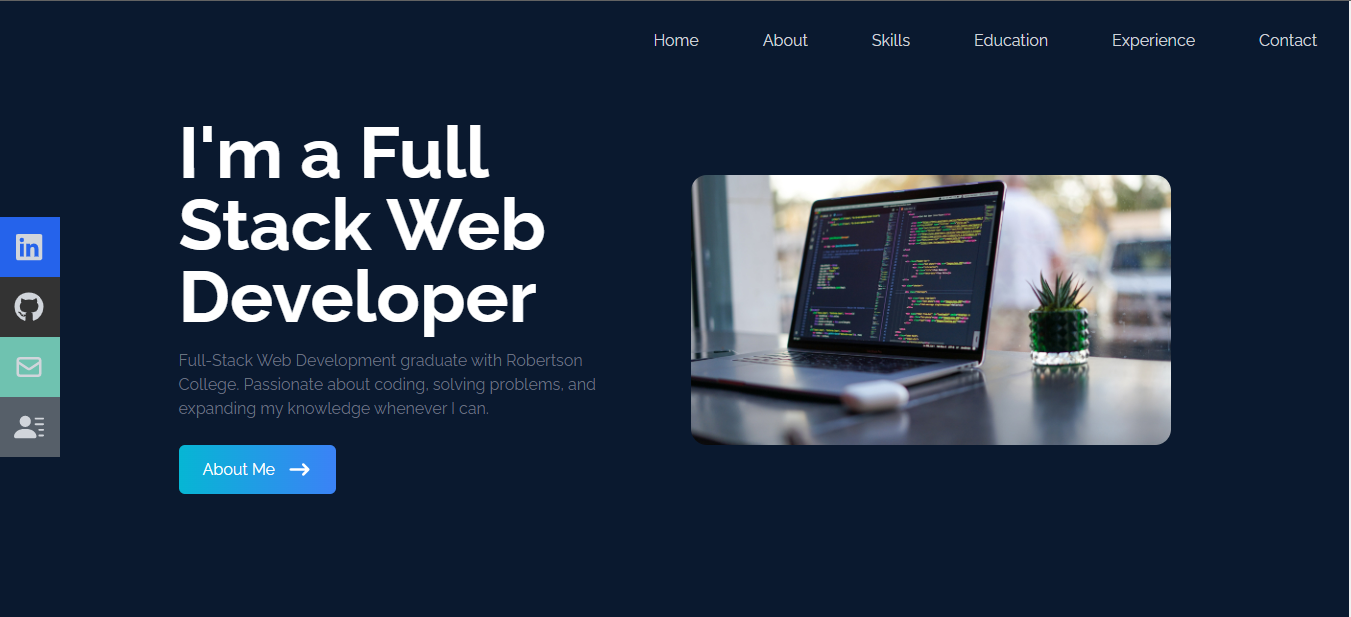 Home About Skills Education Experience Contact
I'm a Full
Stack Web
Developer
in
Full-Stack Web Development graduate with Robertson
College. Passionate about coding, solving problems, and
expanding my knowledge whenever I can.
About Me